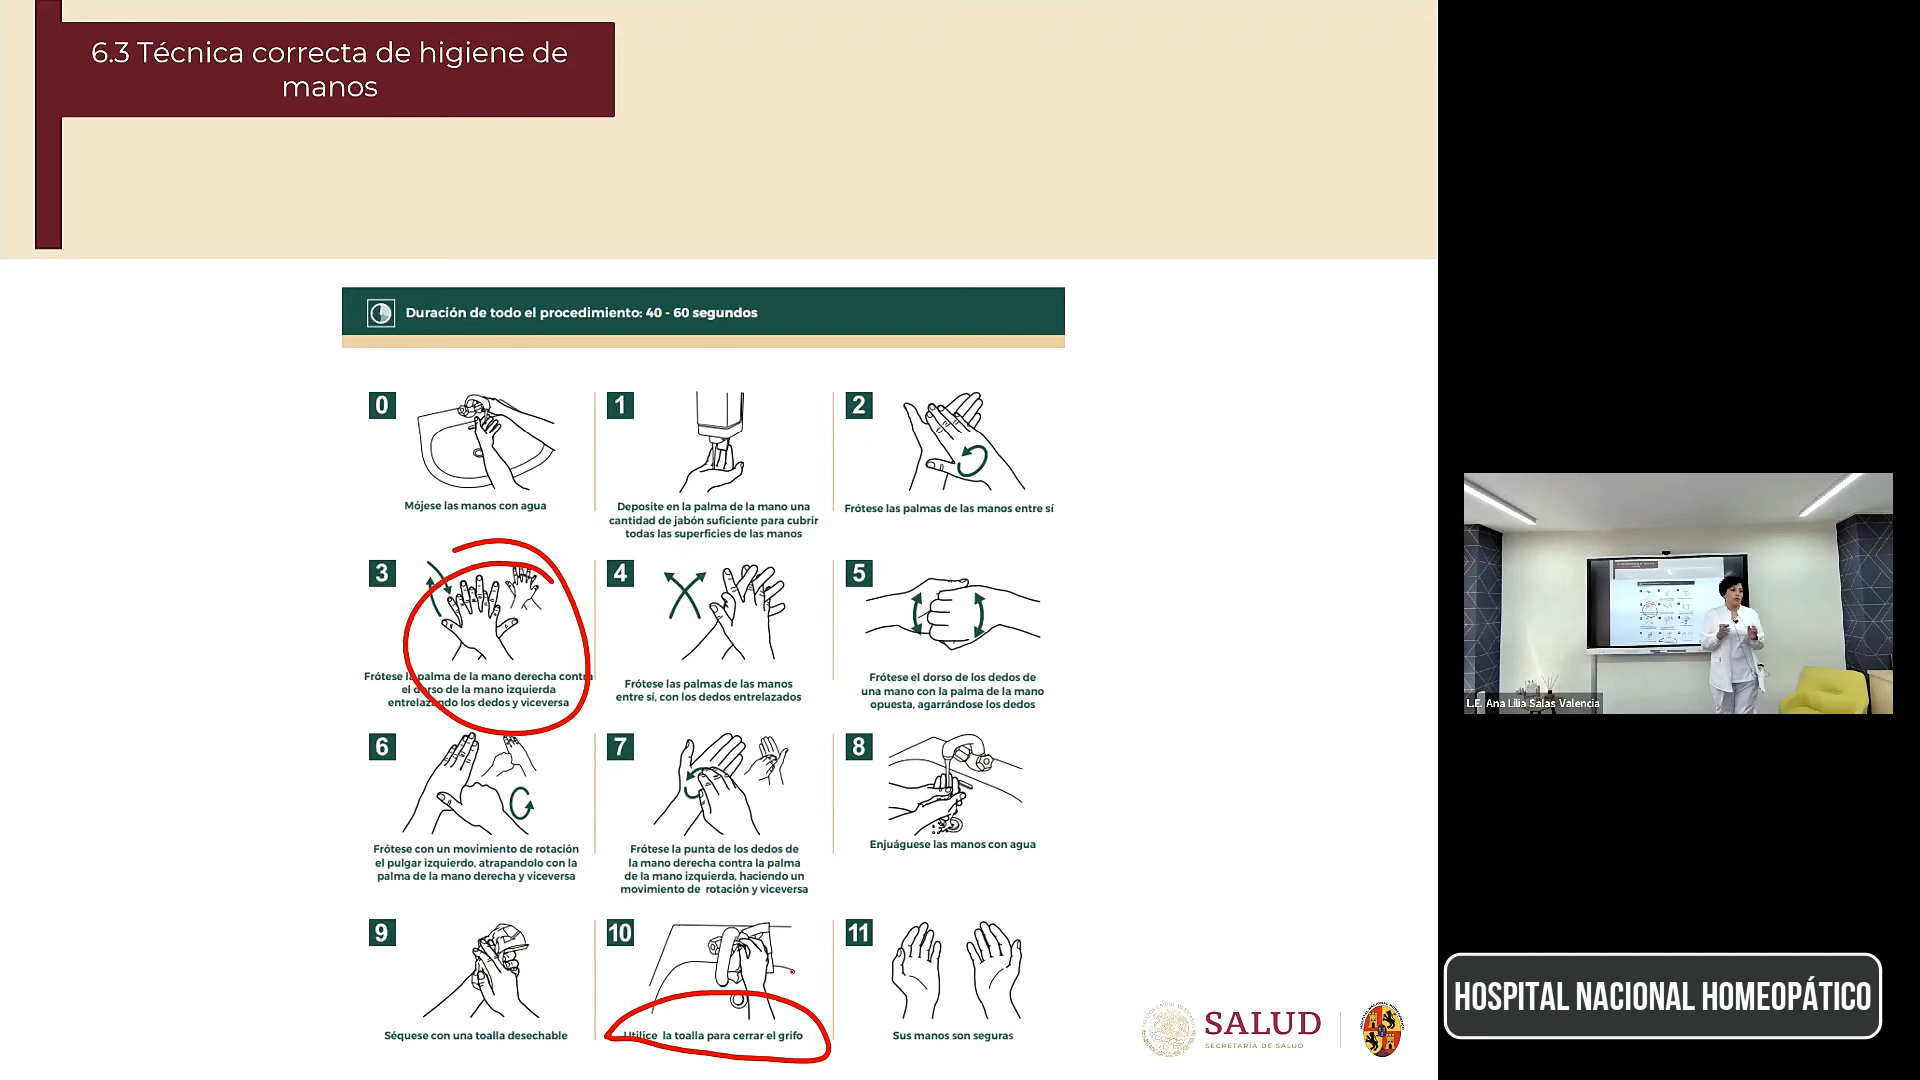 6.3 Técnica correcta de higiene de
manos
Duración de todo el procedimiento: 40 - 60 segundos
0
Mójese las manos con agua
1
Deposite en la palma de la mano una
cantidad de jabón suficiente para cubrir
todas las superficies de las manos
2
Frótese las palmas de las manos entre sí
3
Frótese la palma de la mano derecha contra
el dorso de la mano izquierda
entrelazando los dedos y viceversa
4
Frótese las palmas de las manos
entre sí, con los dedos entrelazados
5
Frótese el dorso de los dedos de
una mano con la palma de la mano
opuesta, agarrándose los dedos
6
Frótese con un movimiento de rotación
el pulgar izquierdo, atrapandolo con la
palma de la mano derecha y viceversa
7
Frótese la punta de los dedos de
la mano derecha contra la palma
de la mano izquierda, haciendo un
movimiento de rotación y viceversa
8
Enjuáguese las manos con agua
9
Séquese con una toalla desechable
10
Utilice la toalla para cerrar el grifo
11
Sus manos son seguras
SALUD
SECRETARÍA DE SALUD
L.E. Ana Lilia Salas Valencia
HOSPITAL NACIONAL HOMEOPÁTICO